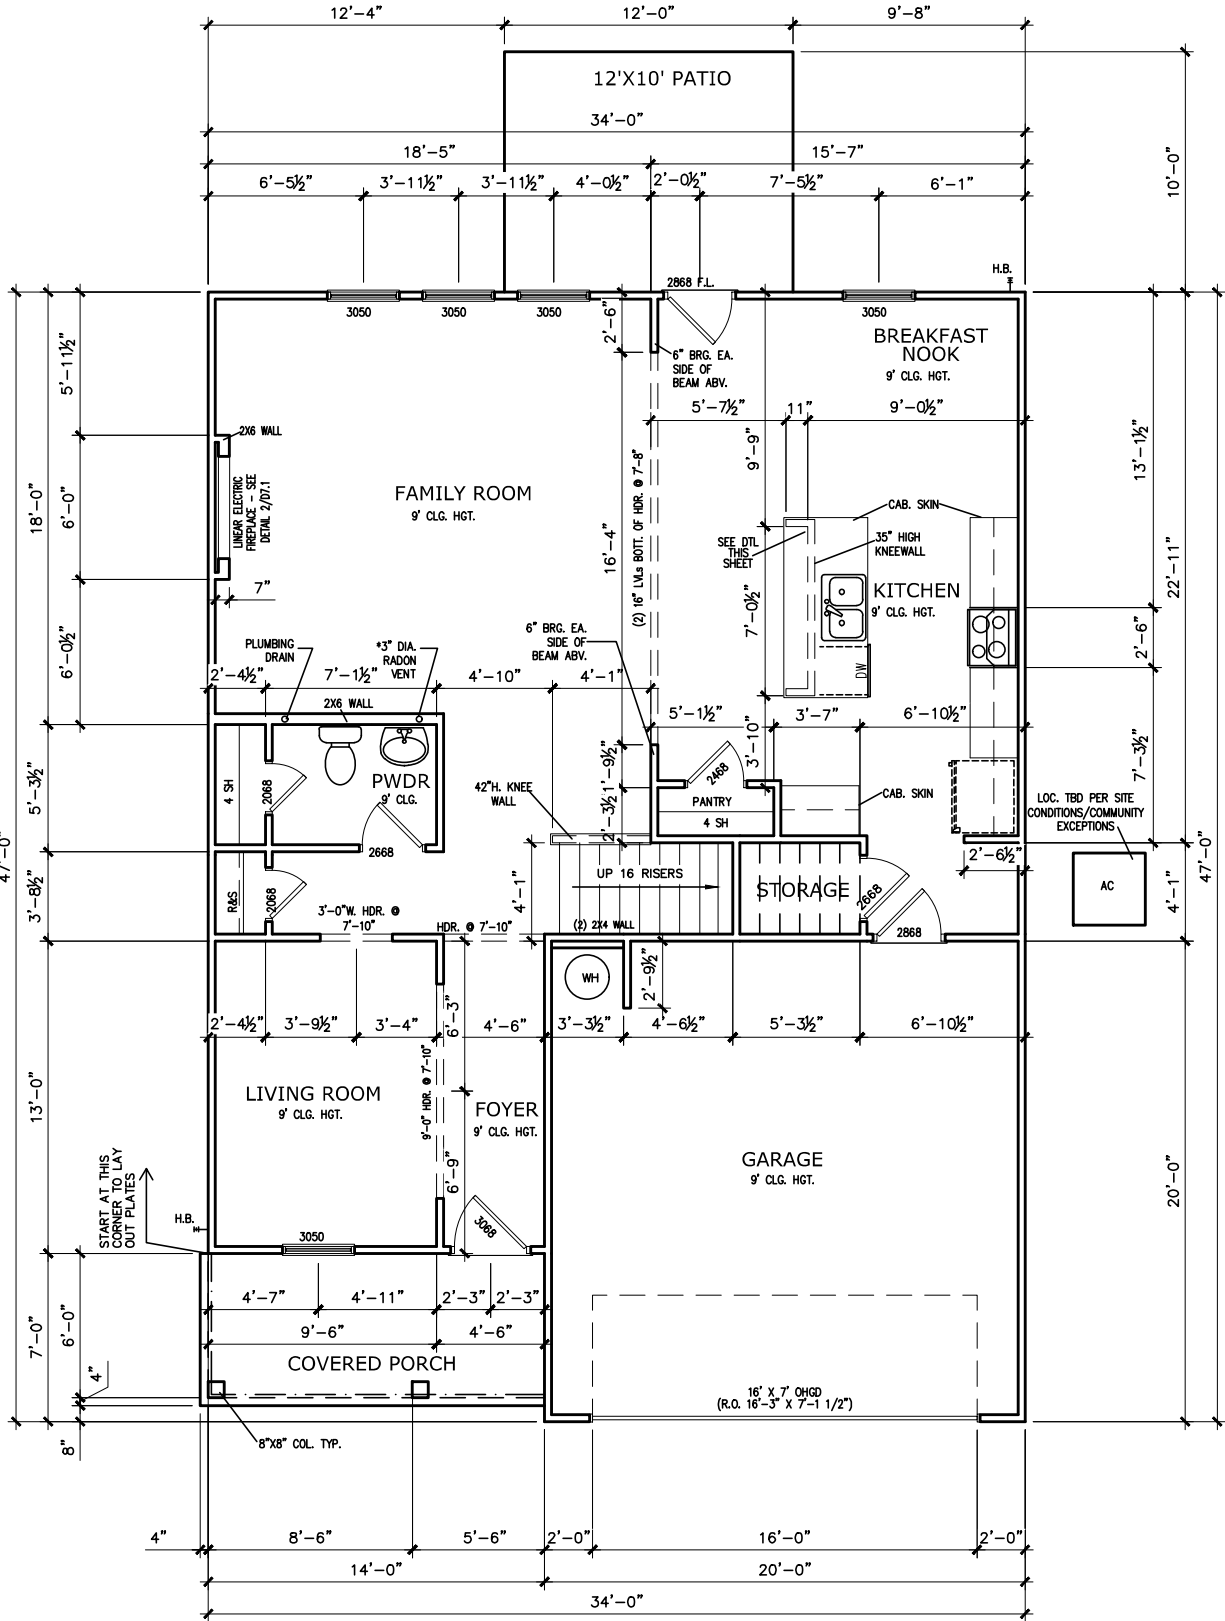 12'-4" 12'-0" 9'-8"
12'X10' PATIO
34'-0"
18'-5" 15'-7"
6'-5½" 3'-11½" 3'-11½" 4'-0½" 2'-0½" 7'-5½" 6'-1"
10'-0"
H.B.
2868 F.L.
3050 3050 3050 3050
2'-6"
BREAKFAST
NOOK
9' CLG. HGT.
6" BRG. EA.
SIDE OF
BEAM ABV.
5'-11½"
5'-7½" 11" 9'-0½"
2X6 WALL
9'-9"
13'-1½"
LINEAR ELECTRIC
FIREPLACE - SEE
DETAIL 2/D7.1
FAMILY ROOM
9' CLG. HGT.
(2) 16" LVLs BOTT. OF HDR. @ 7'-8"
18'-0"
6'-0"
16'-4"
CAB. SKIN
SEE DTL
THIS
SHEET
35" HIGH
KNEEWALL
22'-11"
7"
KITCHEN
9' CLG. HGT.
7'-0½"
6'-0½"
2'-6"
PLUMBING
DRAIN
*3" DIA.
RADON
VENT
6" BRG. EA.
SIDE OF
BEAM ABV.
DW
2'-4½" 7'-1½" 4'-10" 4'-1"
2X6 WALL
5'-1½" 3'-7" 6'-10½"
3'-10"
7'-3½"
1'-9½"
2'-3½"
5'-3½"
4 SH
2068
PWDR
9' CLG.
2668
42"H. KNEE
WALL
2468
PANTRY
4 SH
CAB. SKIN
LOC. TBD PER SITE
CONDITIONS/COMMUNITY
EXCEPTIONS
47'-0"
47'-0"
2'-6½"
AC
3'-8½"
R&S
2068
3'-0"W. HDR. @
7'-10"
HDR. @ 7'-10"
4'-1"
UP 16 RISERS
(2) 2X4 WALL
STORAGE
2668
2868
4'-1"
WH
2'-9½"
2'-4½" 3'-9½" 3'-4" 4'-6" 3'-3½" 4'-6½" 5'-3½" 6'-10½"
6'-3"
13'-0"
LIVING ROOM
9' CLG. HGT.
9'-0" HDR. @ 7'-10"
FOYER
9' CLG. HGT.
GARAGE
9' CLG. HGT.
20'-0"
START AT THIS
CORNER TO LAY
OUT PLATES
6'-9"
H.B.
3050
3068
4'-7" 4'-11" 2'-3" 2'-3"
9'-6" 4'-6"
COVERED PORCH
7'-0"
6'-0"
4"
8"
8"X8" COL. TYP.
16' X 7' OHGD
(R.O. 16'-3" X 7'-1 1/2")
4" 8'-6" 5'-6" 2'-0" 16'-0" 2'-0"
14'-0" 20'-0"
34'-0"